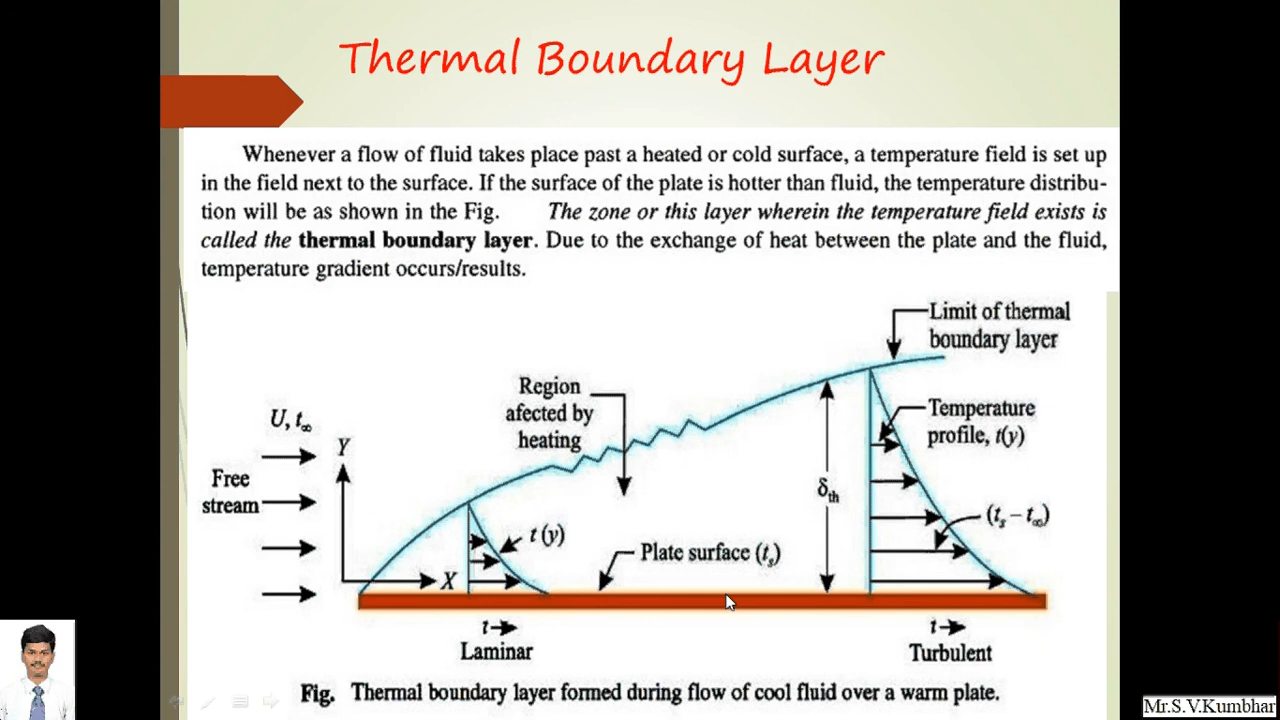 Thermal Boundary Layer
Whenever a flow of fluid takes place past a heated or cold surface, a temperature field is set up
in the field next to the surface. If the surface of the plate is hotter than fluid, the temperature distribu-
tion will be as shown in the Fig. The zone or this layer wherein the temperature field exists is
called the thermal boundary layer. Due to the exchange of heat between the plate and the fluid,
temperature gradient occurs/results.
Limit of thermal
boundary layer
Region
afected by
heating
Temperature
profile, t(y)
U, t∞
Y
Free
stream
δth
(ts – t∞)
t (y)
Plate surface (ts)
X
t
Laminar
t
Turbulent
Fig. Thermal boundary layer formed during flow of cool fluid over a warm plate.
Mr.S.V.Kumbhar